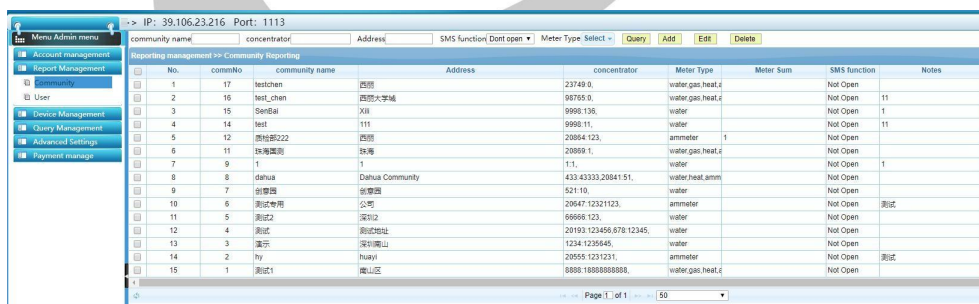 -> IP: 39.106.23.216 Port: 1113
Menu Admin menu
community name concentrator Address SMS function Dont open Meter Type Select Query Add Edit Delete
Account management
Report Management
Community
User
Device Management
Query Management
Advanced Settings
Payment manage
Reporting management >> Community Reporting
No. commNo community name Address concentrator Meter Type Meter Sum SMS function Notes
1 17 testchen 西丽 23749:0, water,gas,heat,a Not Open
2 16 test_chen 西丽大学城 98765:0, water,gas,heat,a Not Open 11
3 15 SenBai Xili 9998:136, water Not Open 1
4 14 test 111 9998:11, water Not Open 11
5 12 质检部222 西丽 20864:123, ammeter 1 Not Open
6 11 珠海国测 珠海 20869:1, water,gas,heat,a Not Open
7 9 1 1 1:1, water Not Open 1
8 8 dahua Dahua Community 433:43333,20841:51, water,heat,amm Not Open
9 7 创意园 创意园 521:10, water Not Open
10 6 测试专用 公司 20647:12321123, ammeter Not Open 测试
11 5 测试2 深圳2 66666:123, water Not Open
12 4 测试 测试地址 20193:123456,678:12345, water Not Open
13 3 演示 深圳南山 1234:1235645, water Not Open
14 2 hy huayi 20555:1231231, ammeter Not Open 测试
15 1 测试1 南山区 8888:18888888888, water,gas,heat,a Not Open
Page 1 of 1 50